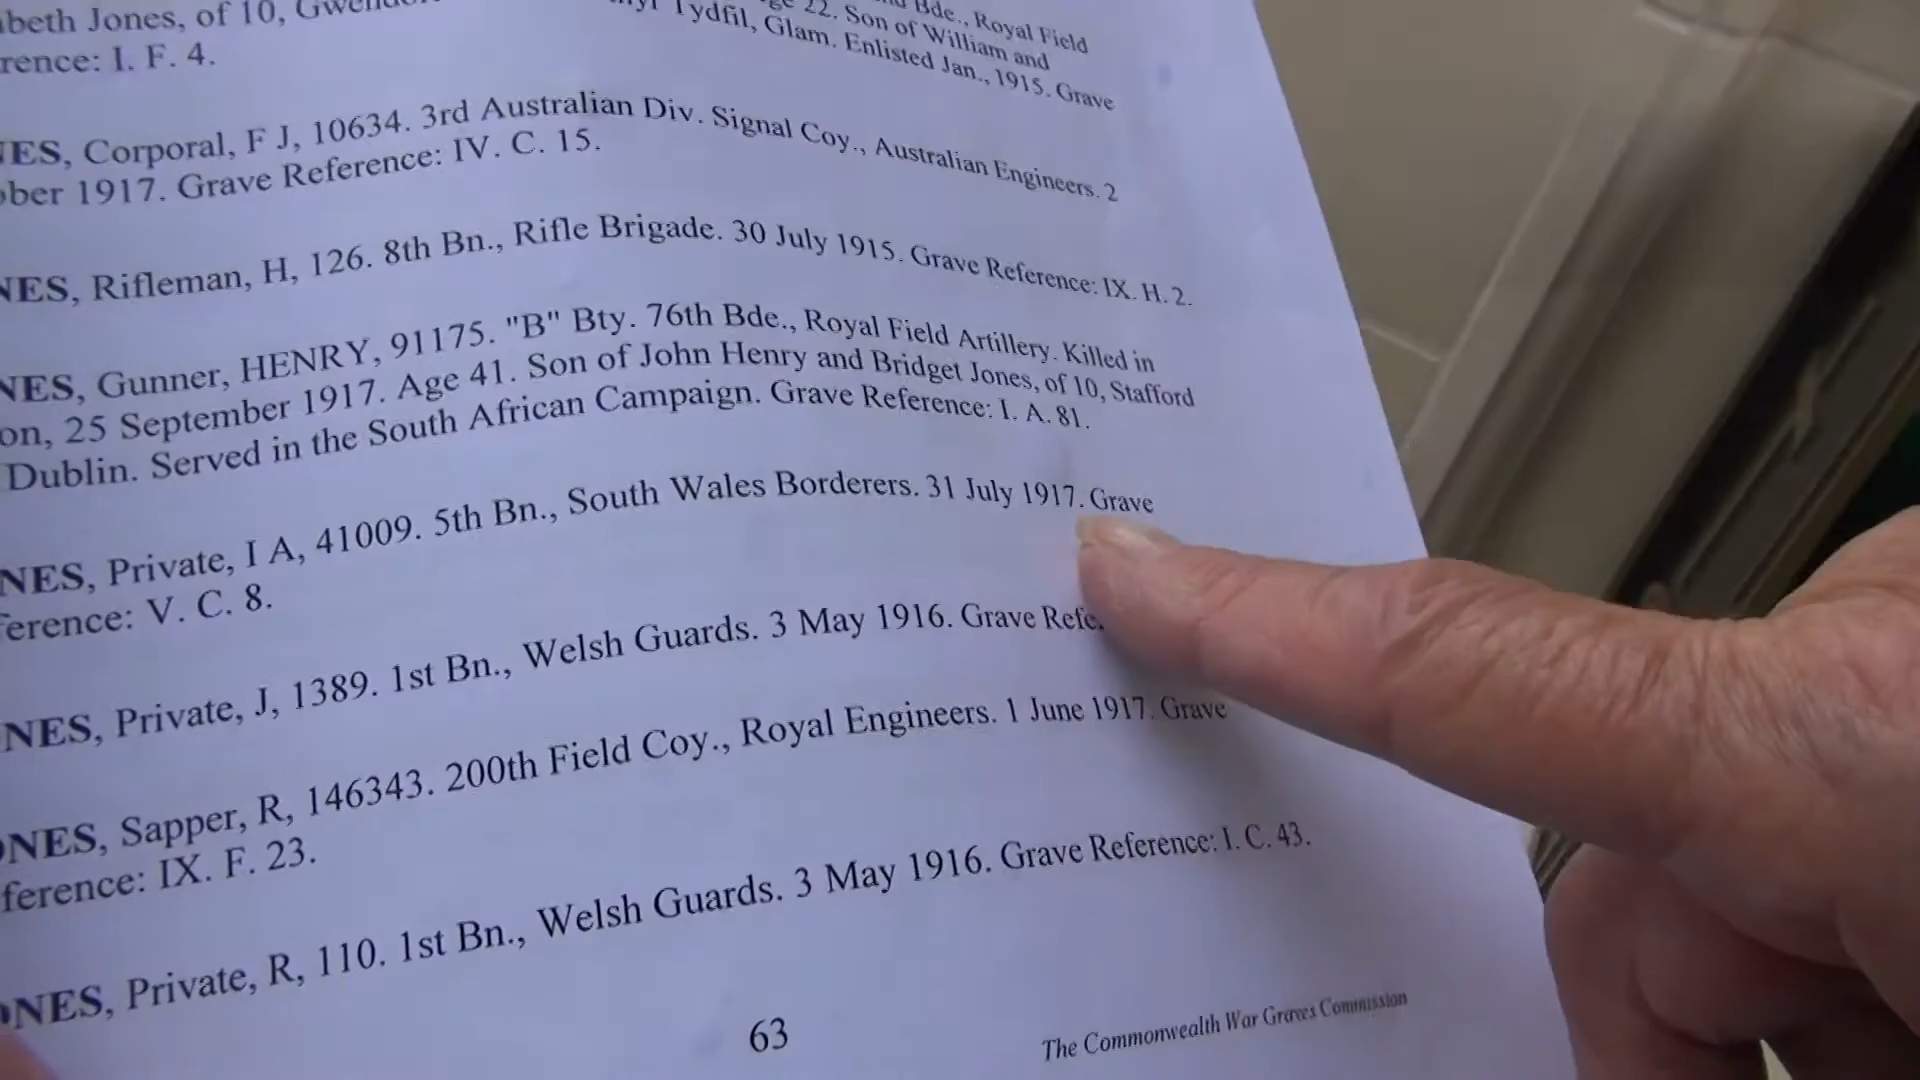 Jones, of 10,
rence: I. F. 4.
Bde., Royal Field
22. Son of William and
Tydfil, Glam. Enlisted Jan., 1915. Grave
NES, Corporal, F J, 10634. 3rd Australian Div. Signal Coy., Australian Engineers. 2
ober 1917. Grave Reference: IV. C. 15.
NES, Rifleman, H, 126. 8th Bn., Rifle Brigade. 30 July 1915. Grave Reference: IX. H. 2.
NES, Gunner, HENRY, 91175. "B" Bty. 76th Bde., Royal Field Artillery. Killed in
on, 25 September 1917. Age 41. Son of John Henry and Bridget Jones, of 10, Stafford
Dublin. Served in the South African Campaign. Grave Reference: I. A. 81.
NES, Private, I A, 41009. 5th Bn., South Wales Borderers. 31 July 1917. Grave
ference: V. C. 8.
NES, Private, J, 1389. 1st Bn., Welsh Guards. 3 May 1916. Grave Refe
ONES, Sapper, R, 146343. 200th Field Coy., Royal Engineers. 1 June 1917. Grave
ference: IX. F. 23.
ONES, Private, R, 110. 1st Bn., Welsh Guards. 3 May 1916. Grave Reference: I. C. 43.
63
The Commonwealth War Graves Commission